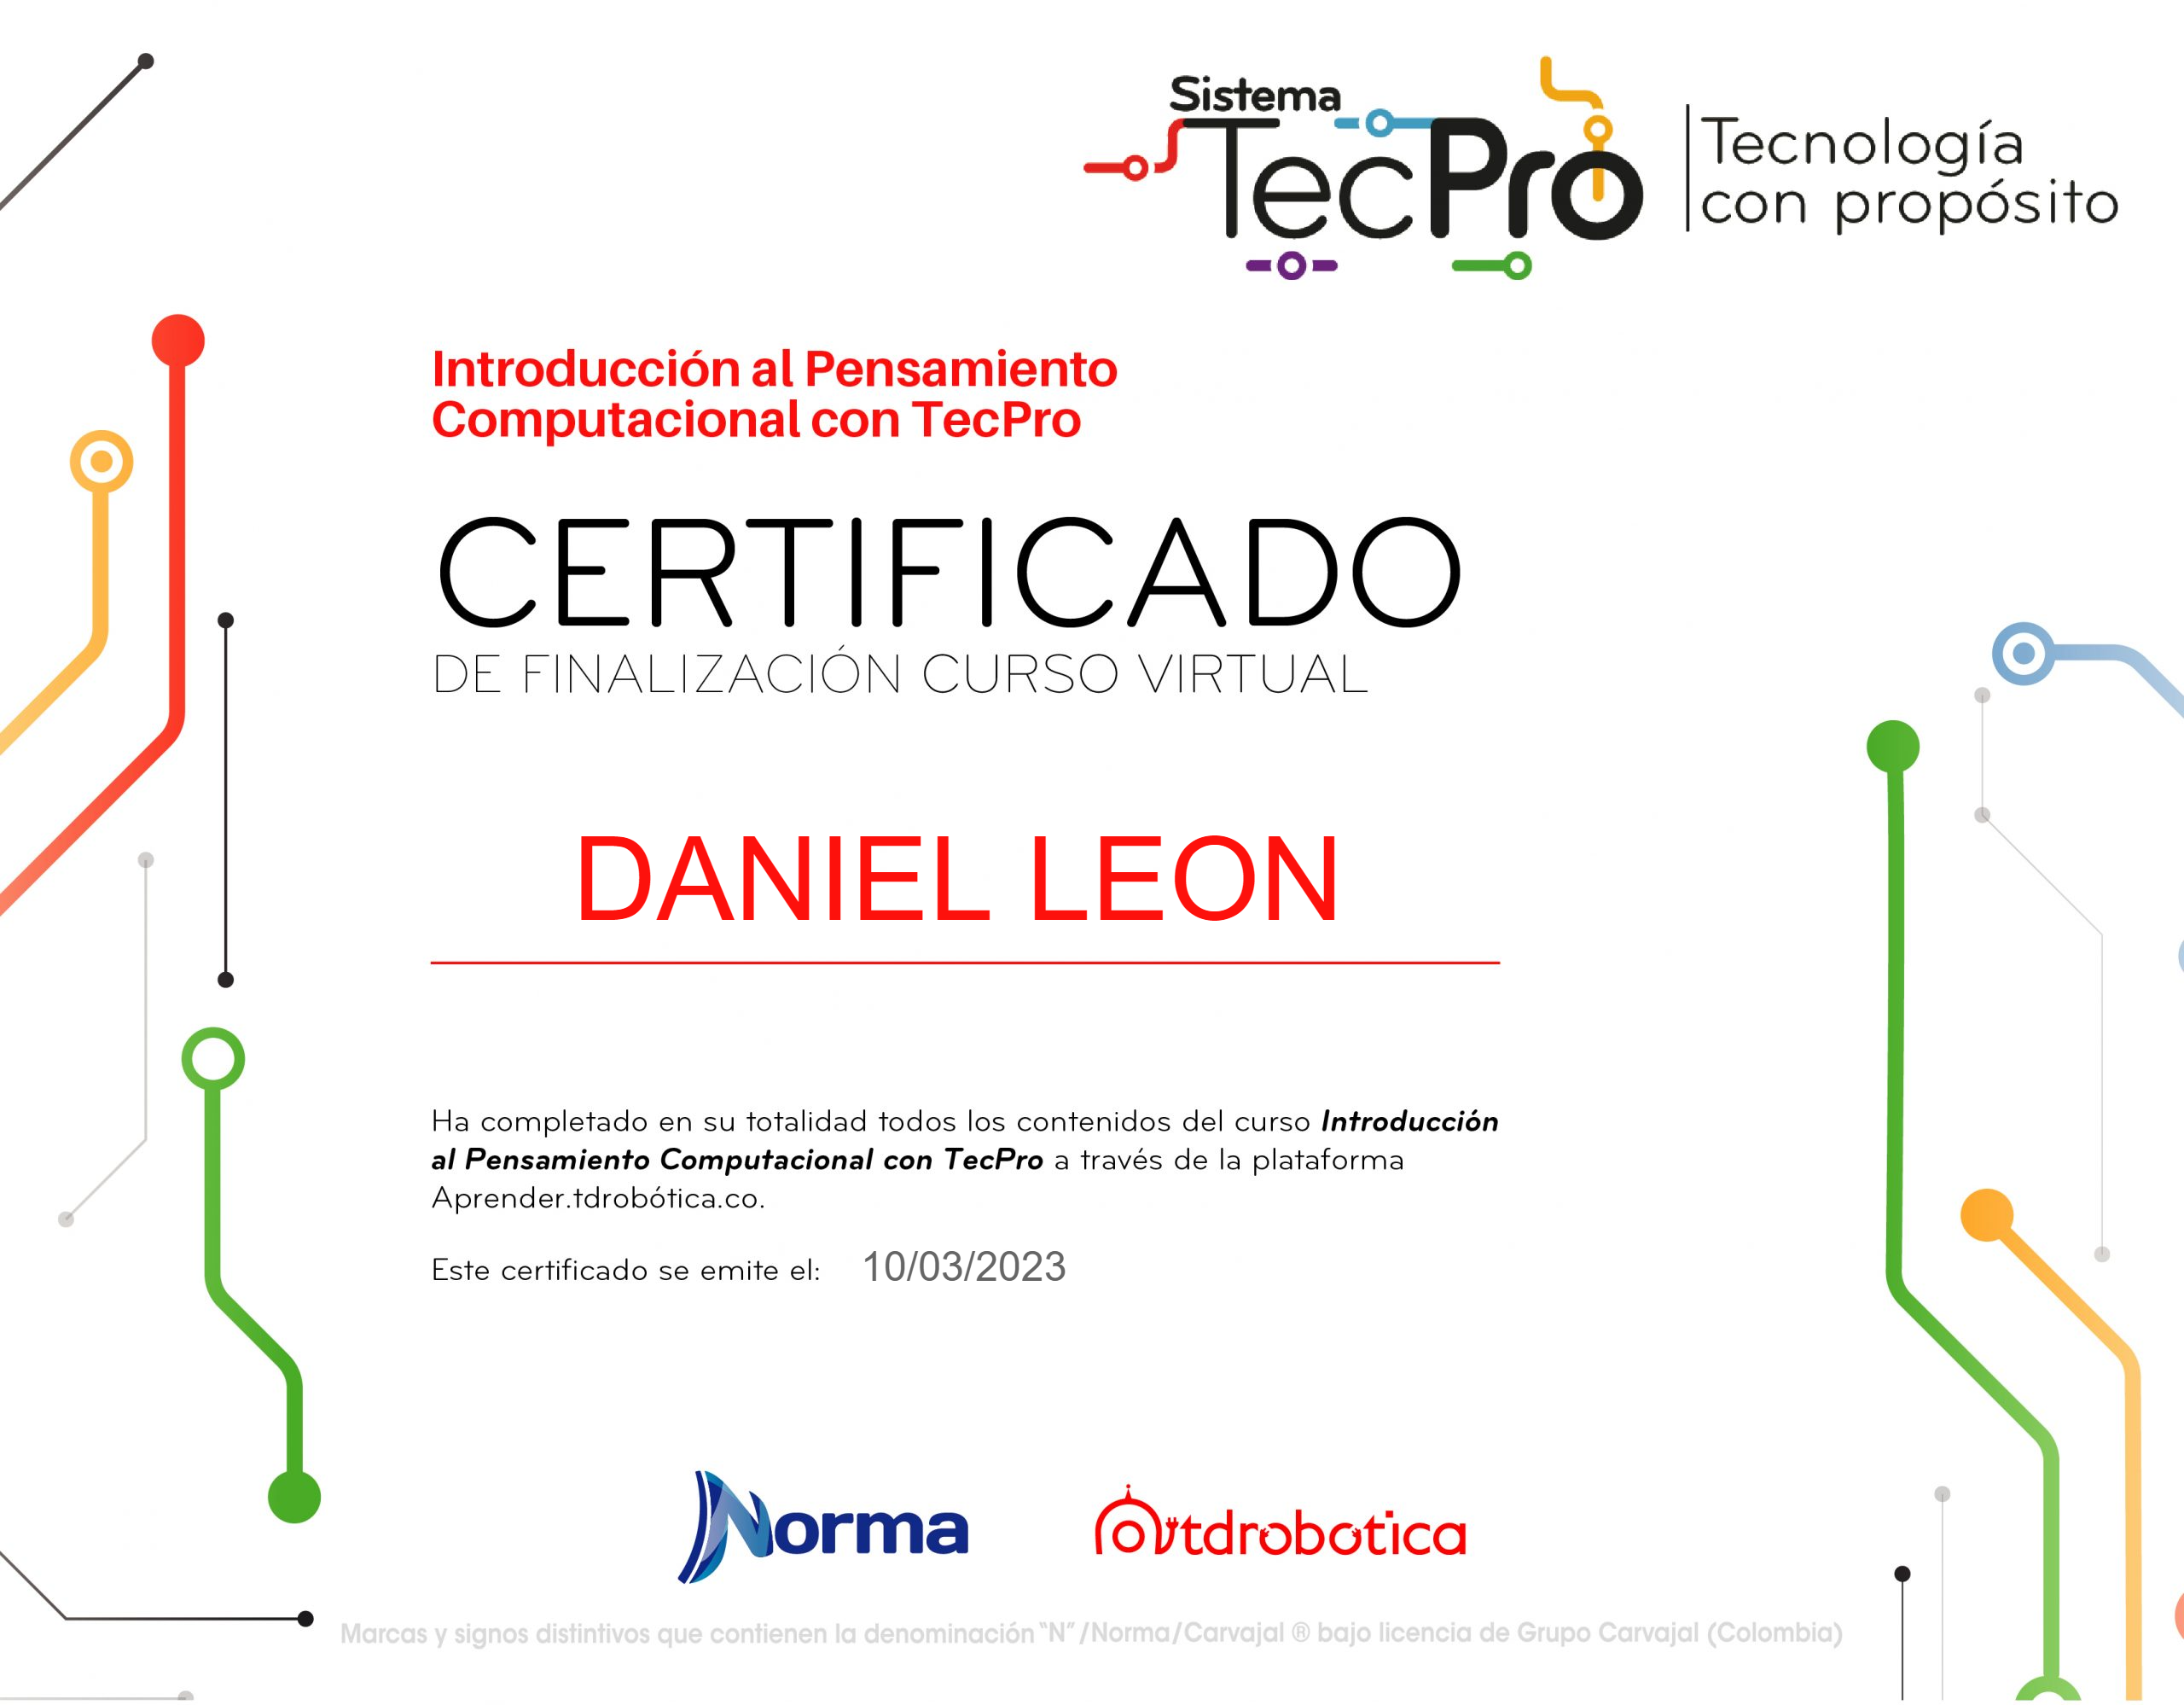 Sistema
TecPro
Tecnología
con propósito
Introducción al Pensamiento
Computacional con TecPro
CERTIFICADO
DE FINALIZACIÓN CURSO VIRTUAL
DANIEL LEON
Ha completado en su totalidad todos los contenidos del curso Introducción
al Pensamiento Computacional con TecPro a través de la plataforma
Aprender.tdrobótica.co.
Este certificado se emite el: 10/03/2023
Norma
tdrobotica
Marcas y signos distintivos que contienen la denominación “N”/Norma/Carvajal ® bajo licencia de Grupo Carvajal (Colombia)